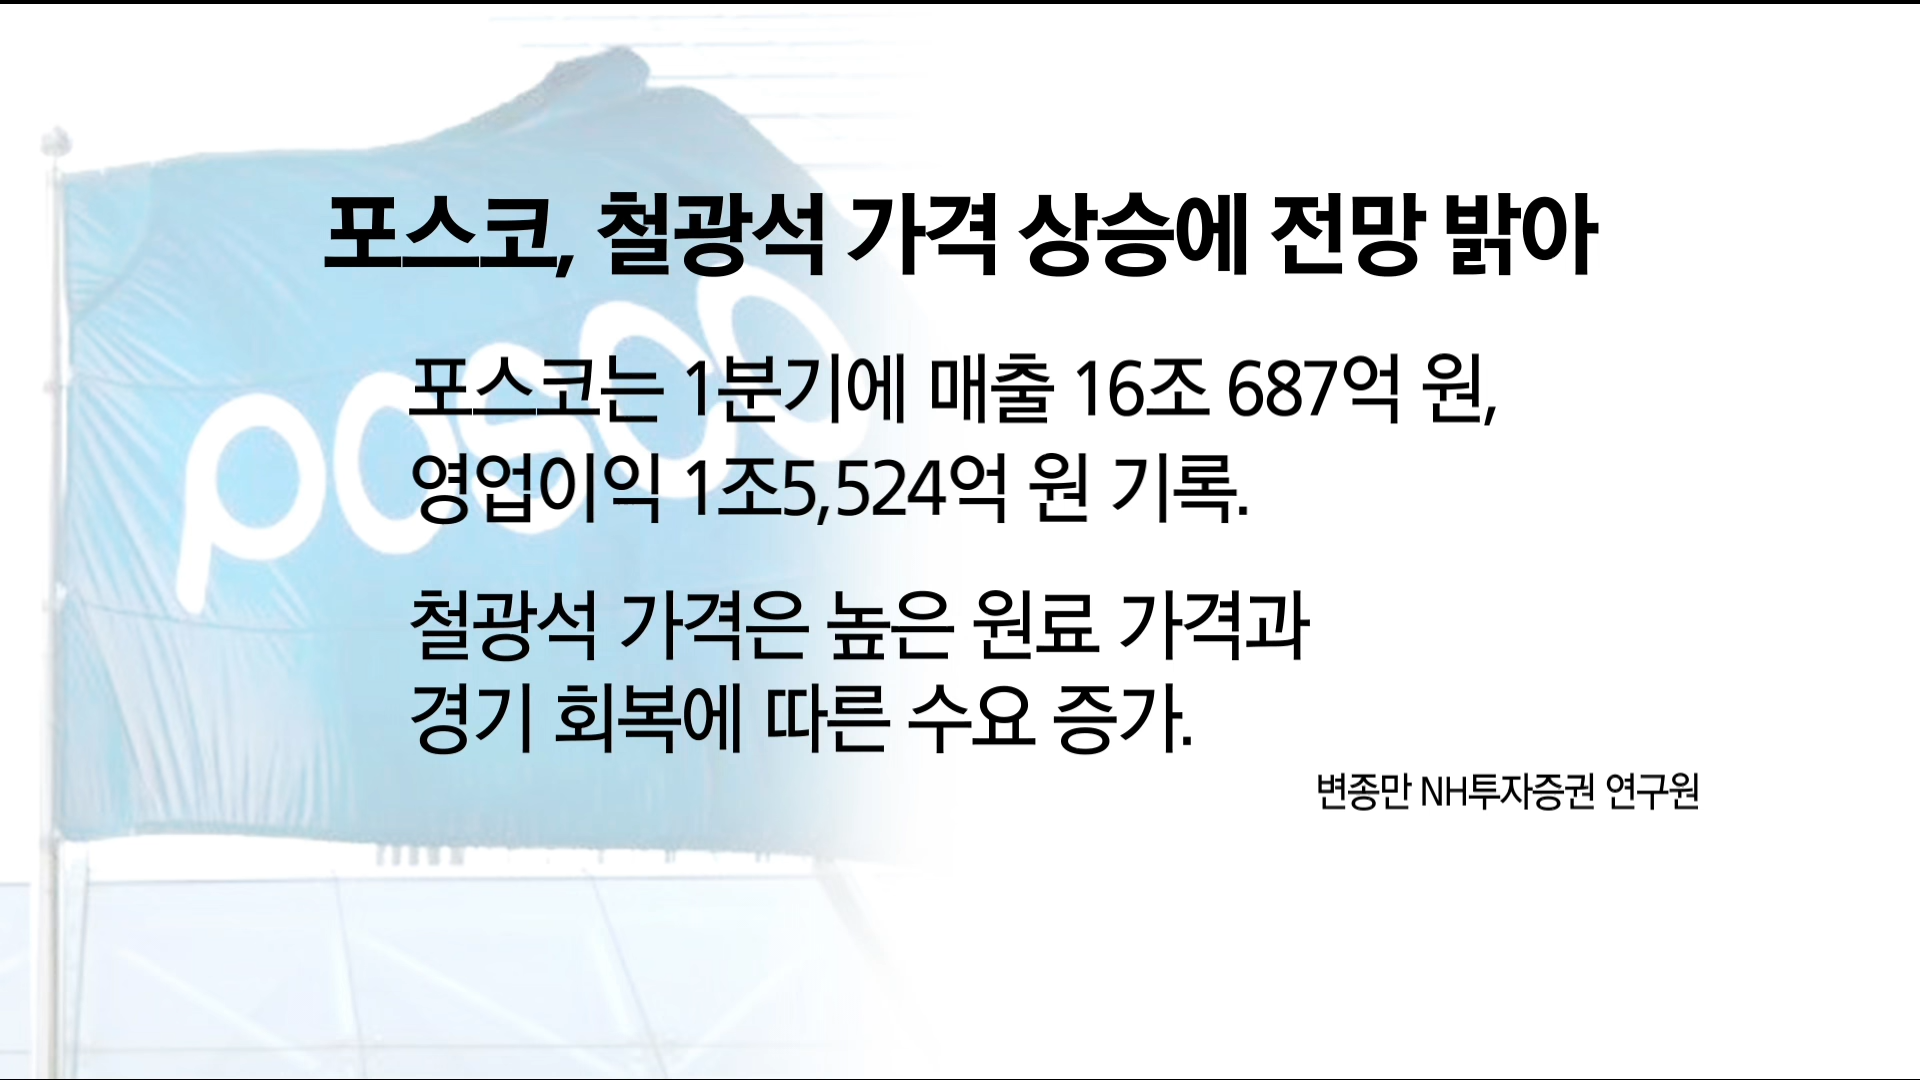 포스코, 철광석 가격 상승에 전망 밝아
posco
포스코는 1분기에 매출 16조 687억 원,
영업이익 1조5,524억 원 기록.
철광석 가격은 높은 원료 가격과
경기 회복에 따른 수요 증가.
변종만 NH투자증권 연구원